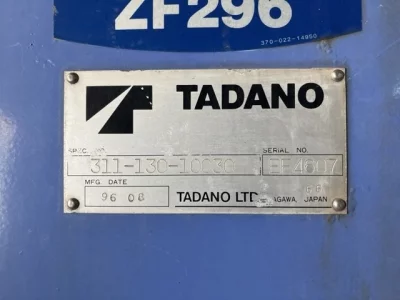 ZF296
370-022-14950
TADANO
SPEC. NO.
SERIAL NO.
311-130-10030
MFG. DATE
96 08
TADANO LTD. KAGAWA, JAPAN